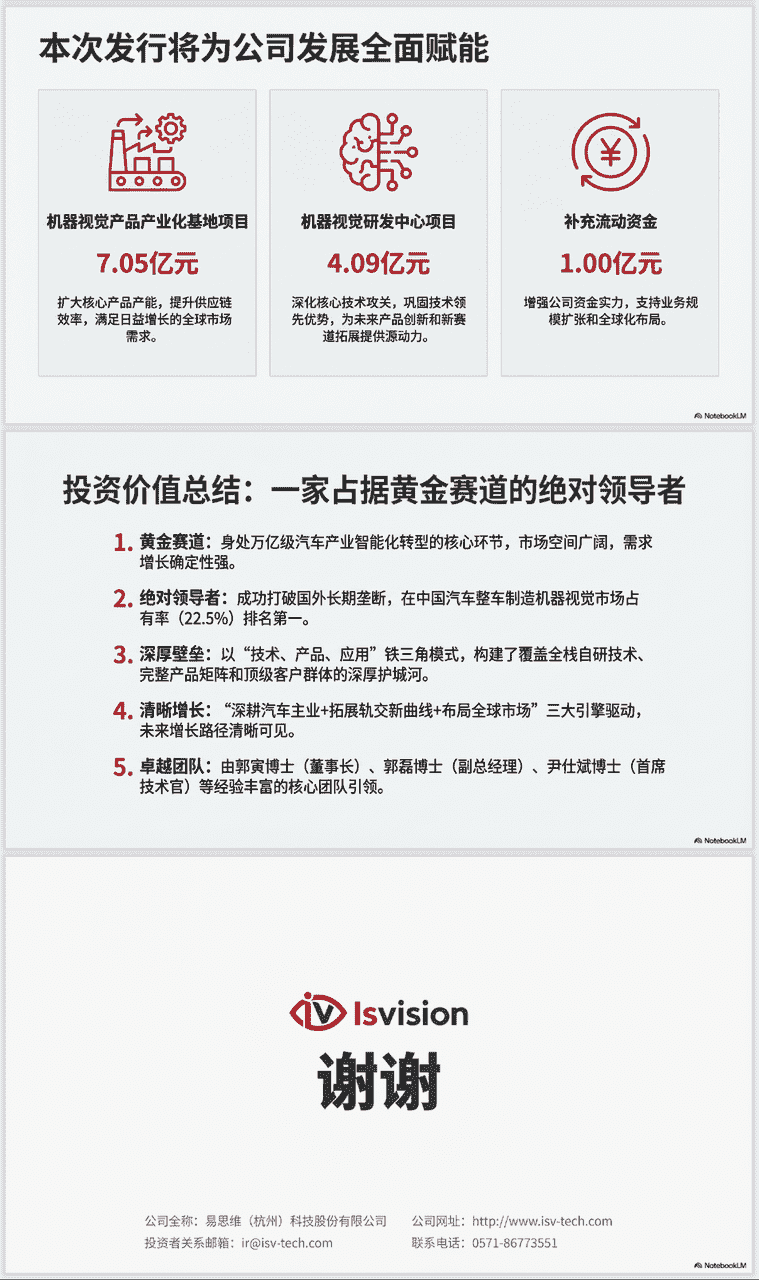 本次发行将为公司发展全面赋能
机器视觉产品产业化基地项目
7.05亿元
扩大核心产品产能，提升供应链
效率，满足日益增长的全球市场
需求。
机器视觉研发中心项目
4.09亿元
深化核心技术攻关，巩固技术领
先优势，为未来产品创新和新赛
道拓展提供源动力。
¥
补充流动资金
1.00亿元
增强公司资金实力，支持业务规
模扩张和全球化布局。
NotebookLM
投资价值总结：一家占据黄金赛道的绝对领导者
1. 黄金赛道：身处万亿级汽车产业智能化转型的核心环节，市场空间广阔，需求
增长确定性强。
2. 绝对领导者：成功打破国外长期垄断，在中国汽车整车制造机器视觉市场占
有率（22.5%）排名第一。
3. 深厚壁垒：以“技术、产品、应用”铁三角模式，构建了覆盖全栈自研技术、
完整产品矩阵和顶级客户群体的深厚护城河。
4. 清晰增长：“深耕汽车主业+拓展轨交新曲线+布局全球市场”三大引擎驱动，
未来增长路径清晰可见。
5. 卓越团队：由郭寅博士（董事长）、郭磊博士（副总经理）、尹仕斌博士（首席
技术官）等经验丰富的核心团队引领。
NotebookLM
iv Isvision
谢谢
公司全称：易思维（杭州）科技股份有限公司 公司网址：http://www.isv-tech.com
投资者关系邮箱：ir@isv-tech.com 联系电话：0571-86773551
NotebookLM